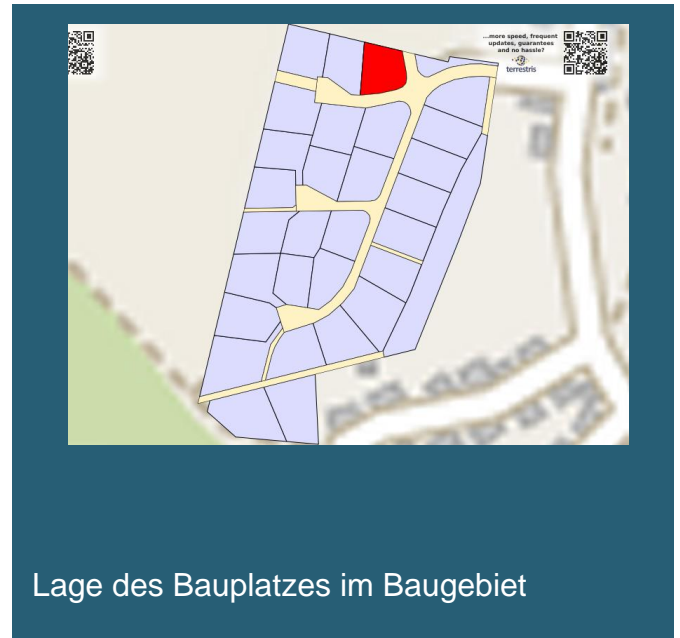 ...more speed, frequent
updates, guarantees
and no hassle?
terrestris
Lage des Bauplatzes im Baugebiet